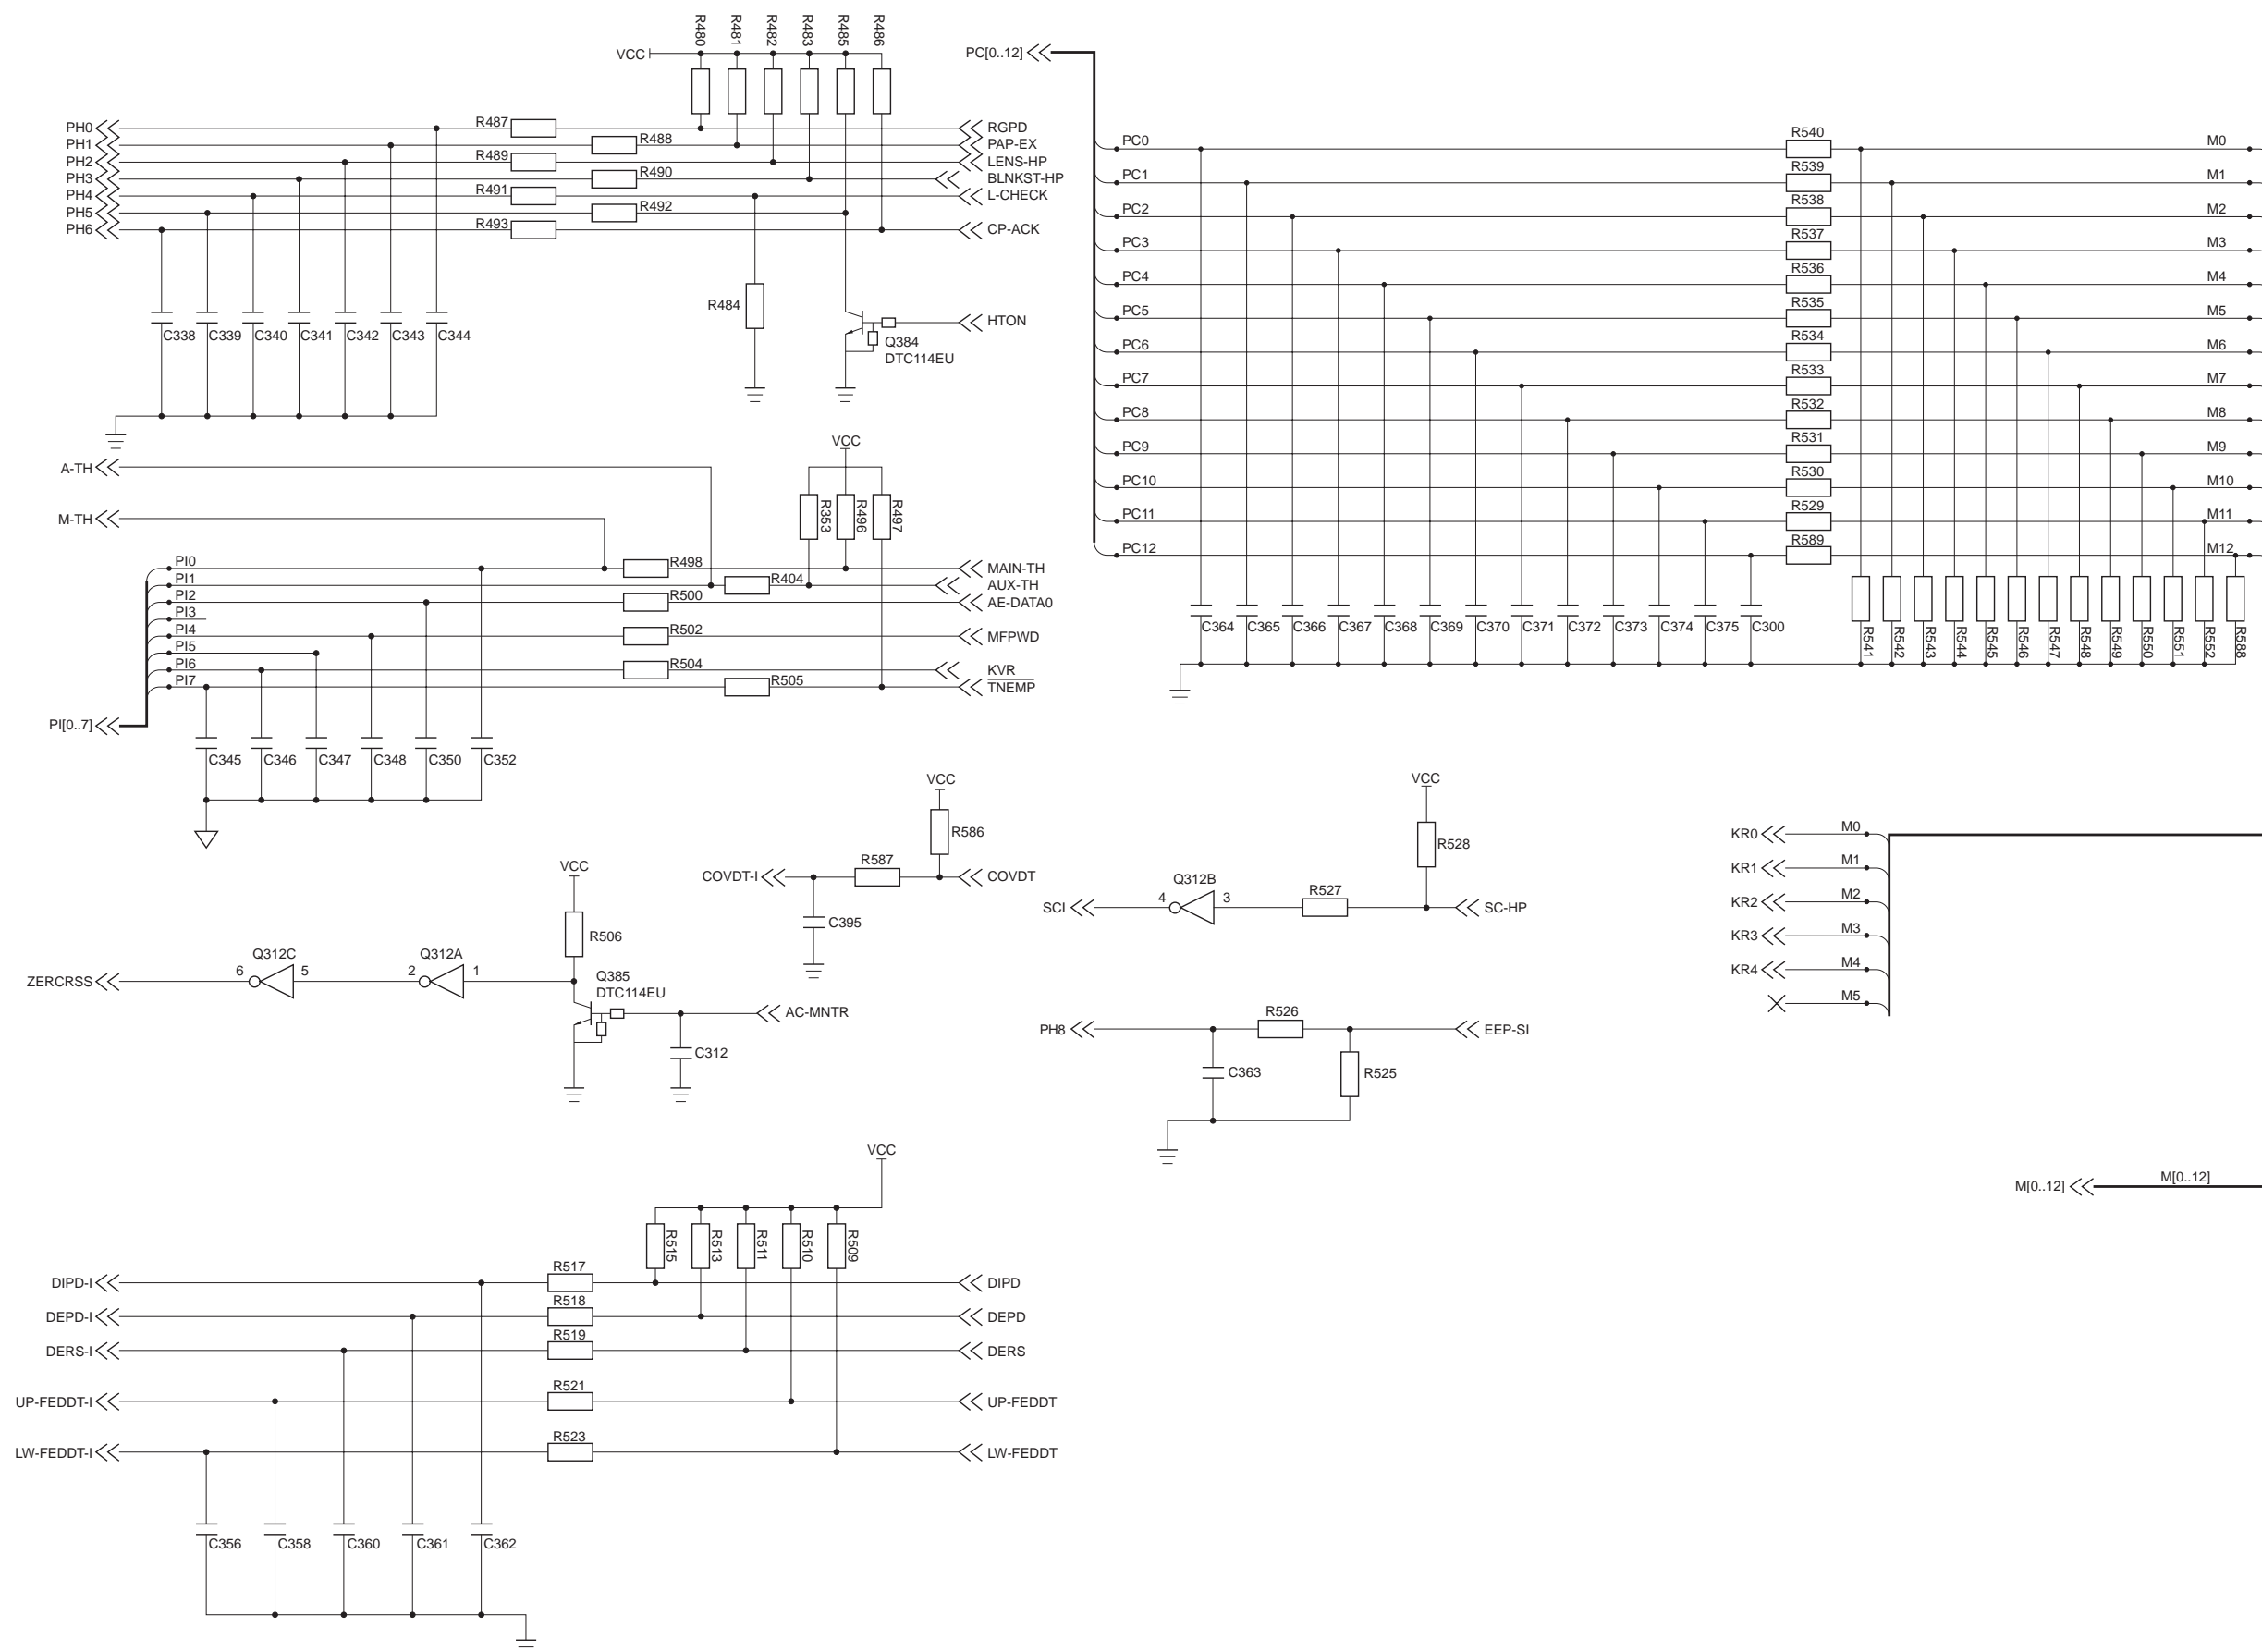 R480 R481 R482 R483 R485 R486
VCC
PH0 R487 RGPD
PH1 R488 PAP-EX
PH2 R489 LENS-HP
PH3 R490 BLNKST-HP
PH4 R491 L-CHECK
PH5 R492
PH6 R493 CP-ACK
R484
C338 C339 C340 C341 C342 C343 C344
HTON
Q384
DTC114EU
A-TH
VCC
M-TH
R353 R496 R497
PI0 R498 MAIN-TH
PI1 R404 AUX-TH
PI2 R500 AE-DATA0
PI3
PI4 R502 MFPWD
PI5
PI6 R504 KVR
PI7 R505 TNEMP
PI[0..7]
C345 C346 C347 C348 C350 C352
PC[0..12]
PC0 R540 M0
PC1 R539 M1
PC2 R538 M2
PC3 R537 M3
PC4 R536 M4
PC5 R535 M5
PC6 R534 M6
PC7 R533 M7
PC8 R532 M8
PC9 R531 M9
PC10 R530 M10
PC11 R529 M11
PC12 R589 M12
C364 C365 C366 C367 C368 C369 C370 C371 C372 C373 C374 C375 C300
R541 R542 R543 R544 R545 R546 R547 R548 R549 R550 R551 R552 R588
VCC
R586
COVDT-I R587 COVDT
C395
VCC
R506
ZERCRSS 6 Q312C 5 2 Q312A 1
Q385
DTC114EU
AC-MNTR
C312
VCC
R528
SCI 4 Q312B 3 R527 SC-HP
PH8 R526 EEP-SI
C363 R525
KR0 M0
KR1 M1
KR2 M2
KR3 M3
KR4 M4
M5
M[0..12] M[0..12]
VCC
R515 R513 R511 R510 R509
DIPD-I R517 DIPD
DEPD-I R518 DEPD
DERS-I R519 DERS
UP-FEDDT-I R521 UP-FEDDT
LW-FEDDT-I R523 LW-FEDDT
C356 C358 C360 C361 C362